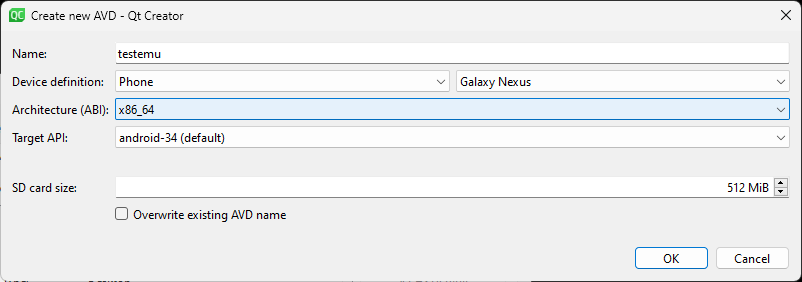 QC Create new AVD - Qt Creator
Name: testemu
Device definition: Phone Galaxy Nexus
Architecture (ABI): x86_64
Target API: android-34 (default)
SD card size: 512 MiB
Overwrite existing AVD name
OK Cancel